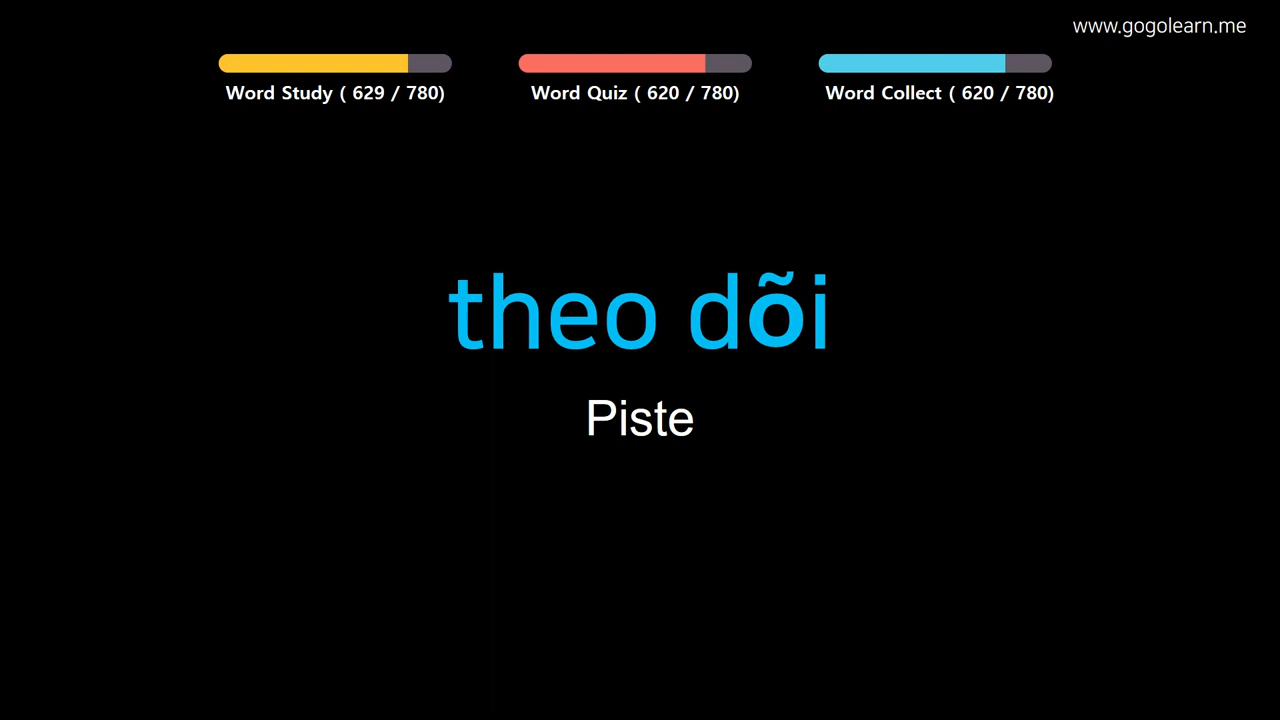 www.gogolearn.me
Word Study ( 629 / 780)
Word Quiz ( 620 / 780)
Word Collect ( 620 / 780)
theo dõi
Piste